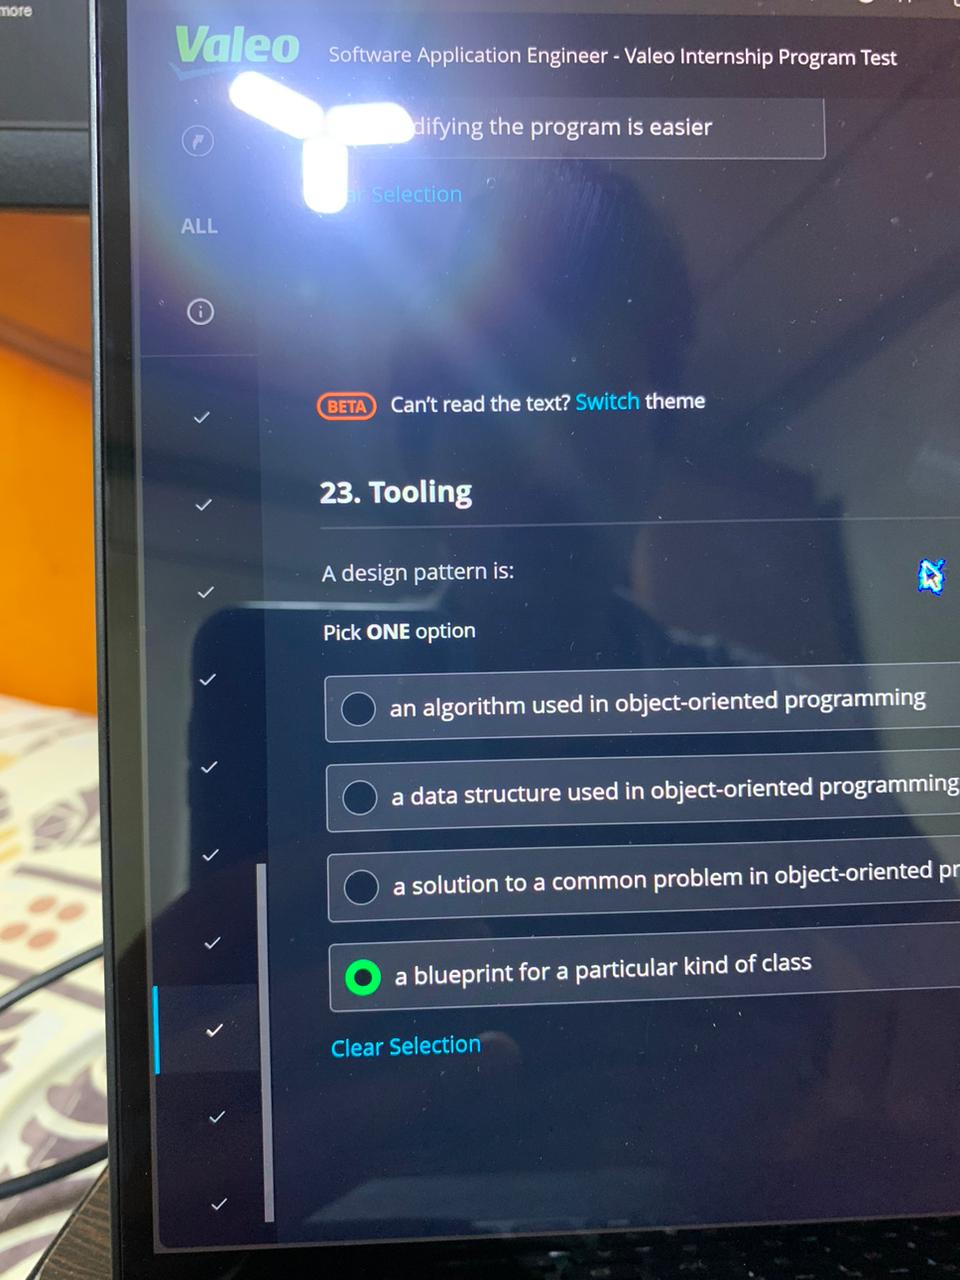 more
Valeo
Software Application Engineer - Valeo Internship Program Test
difying the program is easier
Selection
ALL
BETA Can't read the text? Switch theme
23. Tooling
A design pattern is:
Pick ONE option
an algorithm used in object-oriented programming
a data structure used in object-oriented programming
a solution to a common problem in object-oriented pr
a blueprint for a particular kind of class
Clear Selection